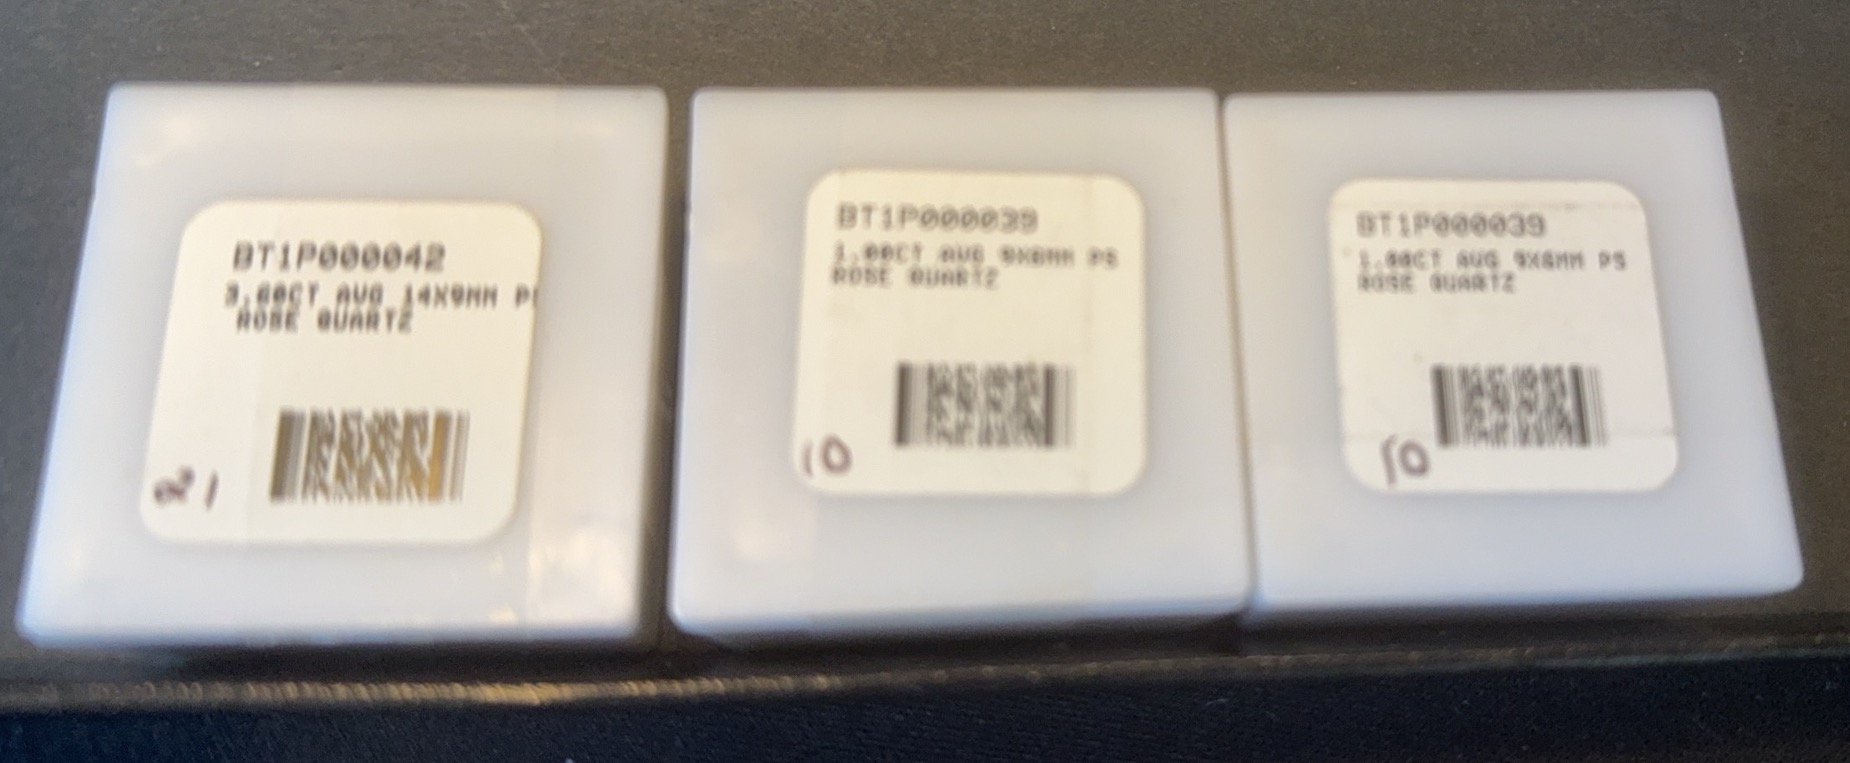 BT1P000042
3.60CT AVG 14X9MM P
ROSE QUARTZ
21
BT1P000039
1.00CT AVG 9X6MM PS
ROSE QUARTZ
10
BT1P000039
1.00CT AVG 9X6MM PS
ROSE QUARTZ
10